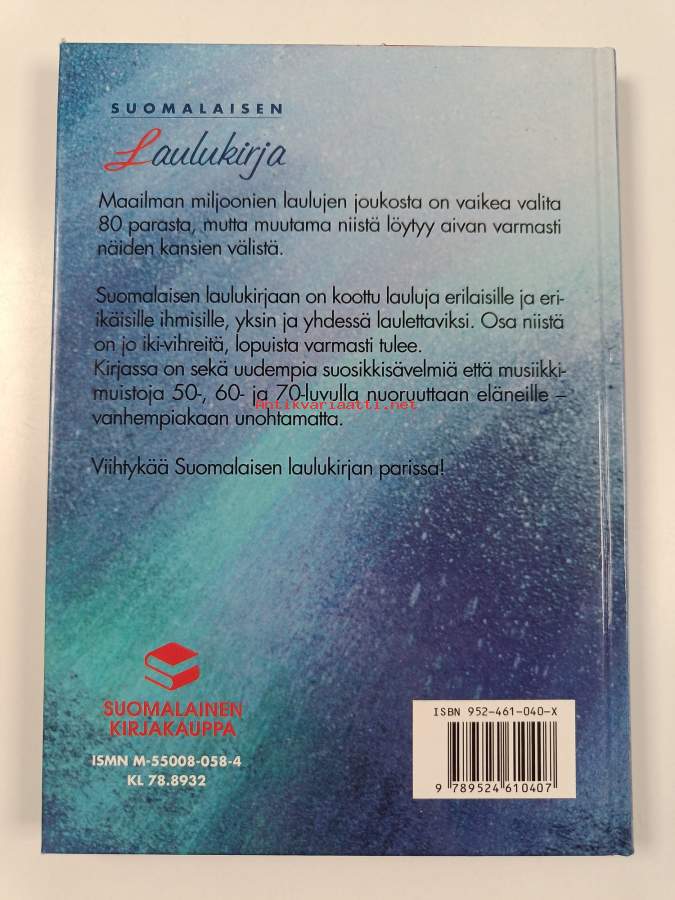 SUOMALAISEN
Laulukirja
Maailman miljoonien laulujen joukosta on vaikea valita
80 parasta, mutta muutama niistä löytyy aivan varmasti
näiden kansien välistä.
Suomalaisen laulukirjaan on koottu lauluja erilaisille ja eri-
ikäisille ihmisille, yksin ja yhdessä laulettaviksi. Osa niistä
on jo iki-vihreitä, lopuista varmasti tulee.
Kirjassa on sekä uudempia suosikkisävelmiä että musiikki-
muistoja 50-, 60- ja 70-luvulla nuoruuttaan eläneille –
Antikvariaatti.net
vanhempiakaan unohtamatta.
Viihtykää Suomalaisen laulukirjan parissa!
SUOMALAINEN
KIRJAKAUPPA
ISMN M-55008-058-4
KL 78.8932
ISBN 952-461-040-X
9 789524 610407